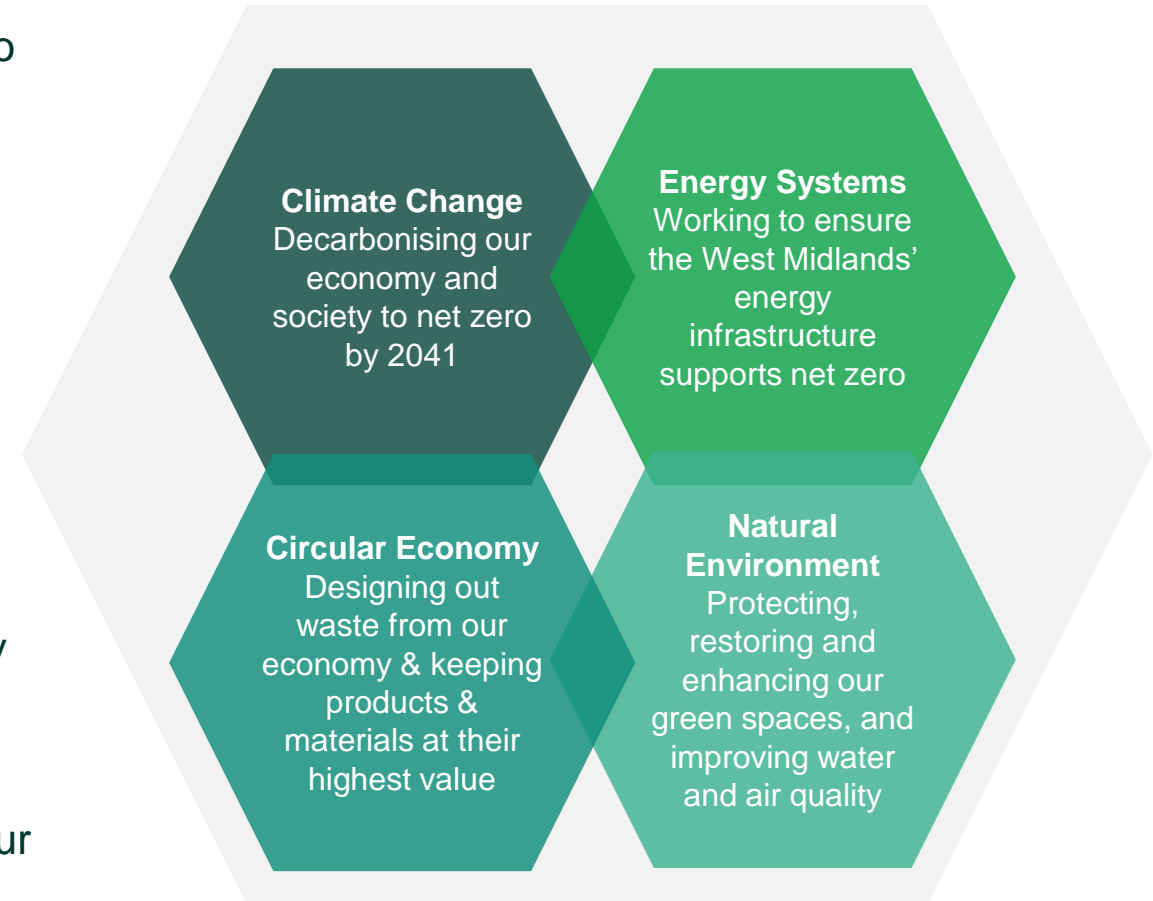 Climate Change
Decarbonising our
economy and
society to net zero
by 2041
Energy Systems
Working to ensure
the West Midlands’
energy
infrastructure
supports net zero
Circular Economy
Designing out
waste from our
economy & keeping
products &
materials at their
highest value
Natural
Environment
Protecting,
restoring and
enhancing our
green spaces, and
improving water
and air quality